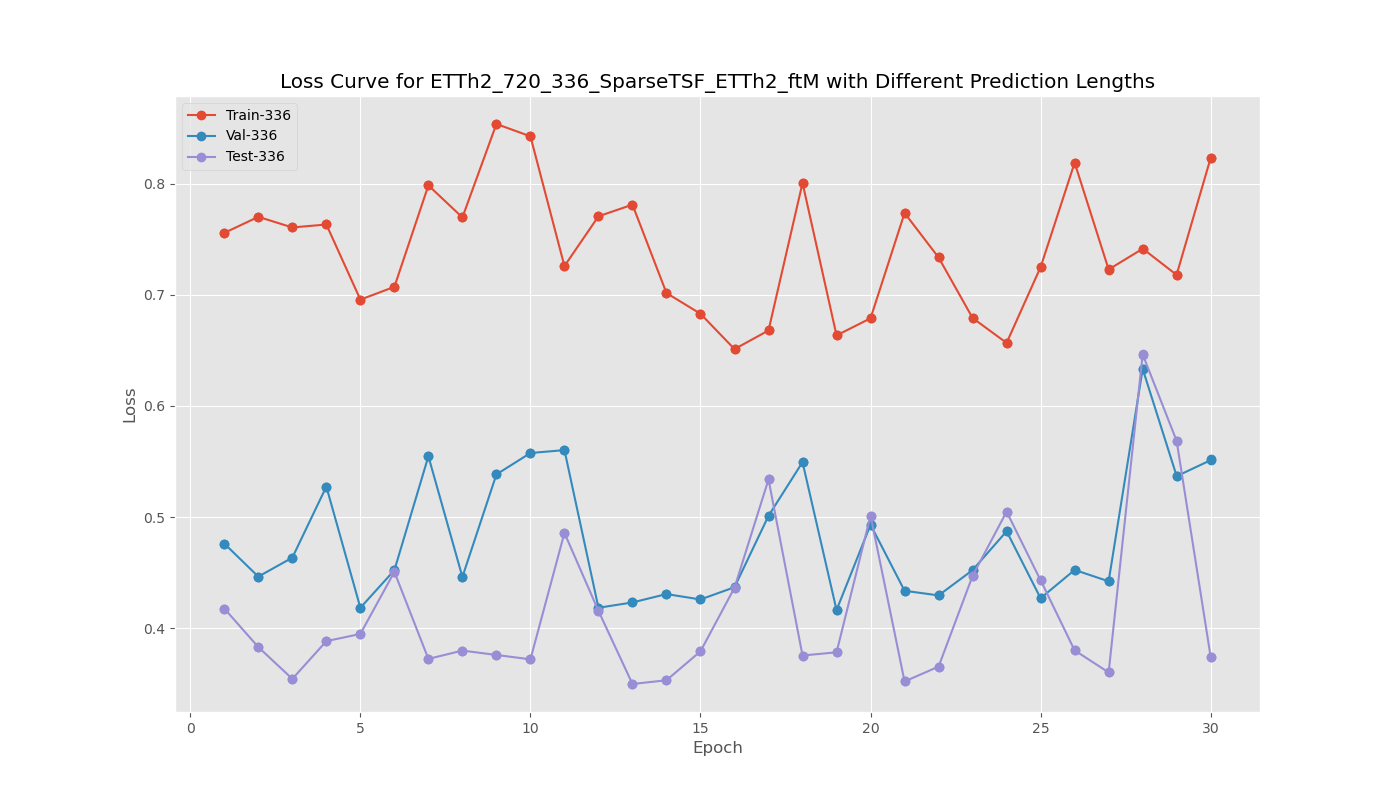 Loss Curve for ETTh2_720_336_SparseTSF_ETTh2_ftM with Different Prediction Lengths
Train-336
Val-336
Test-336
0.8
0.7
0.6
0.5
0.4
Loss
0 5 10 15 20 25 30
Epoch